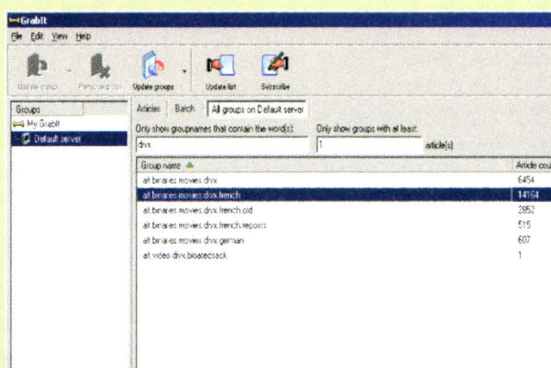 GrabIt
File Edit View Help
Update group Update groups Update list Subscribe
Groups
My GrabIt
Default server
Articles Batch All groups on Default server
Only show groupnames that contain the word(s): Only show groups with at least:
divx 1 article(s)
Group name Article cou
alt.binaries.movies.divx 6454
alt.binaries.movies.divx.french 14164
alt.binaries.movies.divx.french.old 2852
alt.binaries.movies.divx.french.reposts 515
alt.binaries.movies.divx.german 607
alt.video.divx.bloatedsack 1